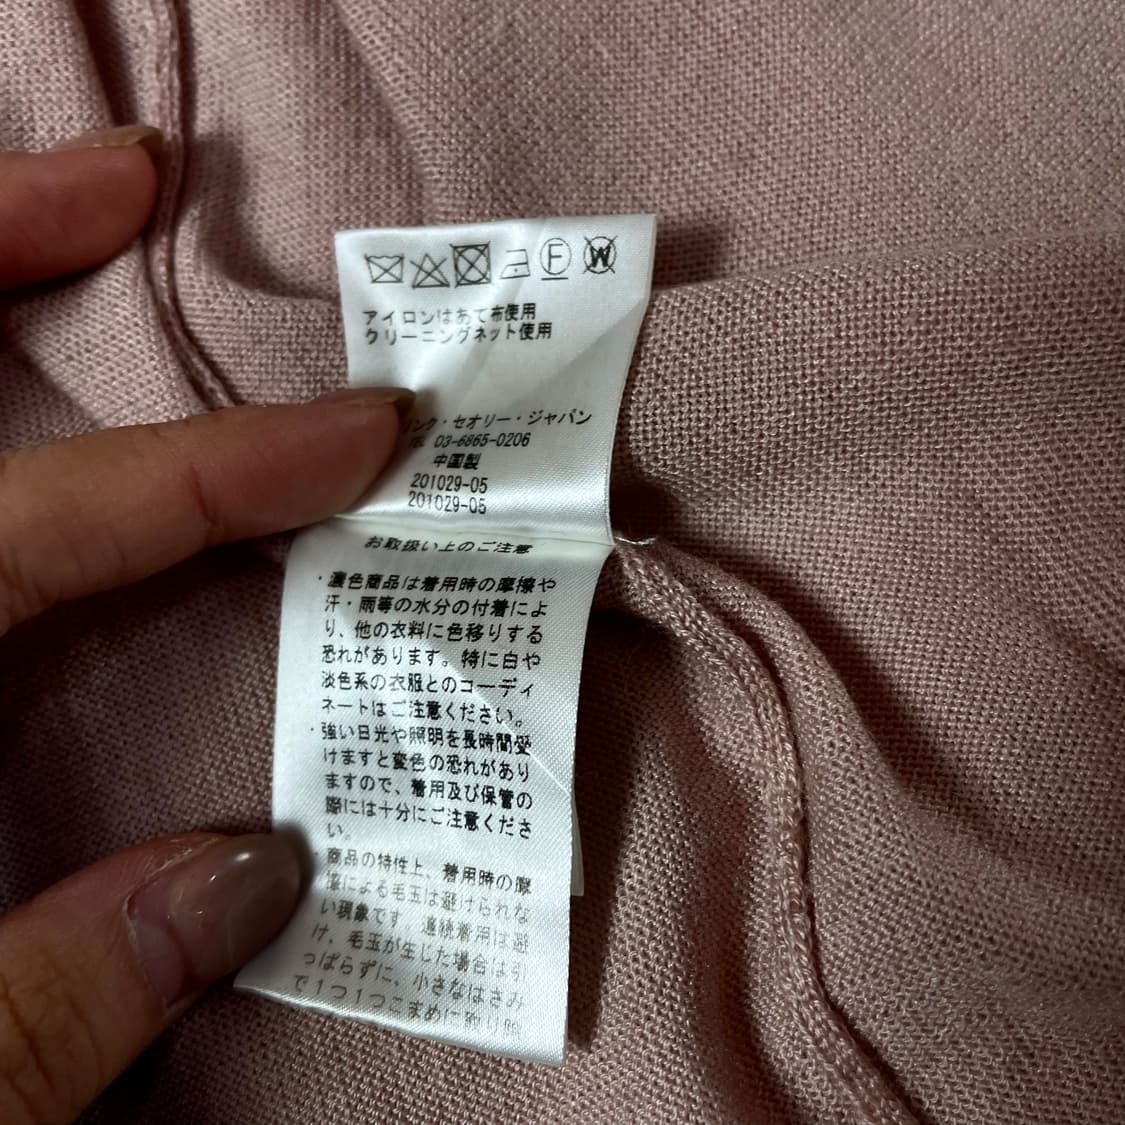 F W
アイロンはあて布使用
クリーニングネット使用
ンク・セオリー・ジャパン
TEL 03-6865-0206
中国製
201029-05
201029-05
お取扱い上のご注意
・濃色商品は着用時の摩擦や
汗・雨等の水分の付着によ
り、他の衣料に色移りする
恐れがあります。特に白や
淡色系の衣服とのコーディ
ネートはご注意ください。
・強い日光や照明を長時間受
けますと変色の恐れがあり
ますので、着用及び保管の
際には十分にご注意くださ
い。
・商品の特性上、着用時の摩
擦による毛玉は避けられな
い現象です。連続着用は避
け、毛玉が生じた場合は引
っぱらずに、小さなはさみ
で1つ1つこまめに取り除